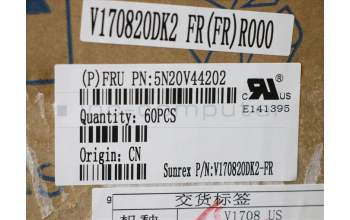 V170820DK2 FR(FR)R000
(P)FRU PN:5N20V44202
Quantity: 60PCS
C US
E141395
Origin: CN
Sunrex P/N:V170820DK2-FR
交货标签
V1708 US